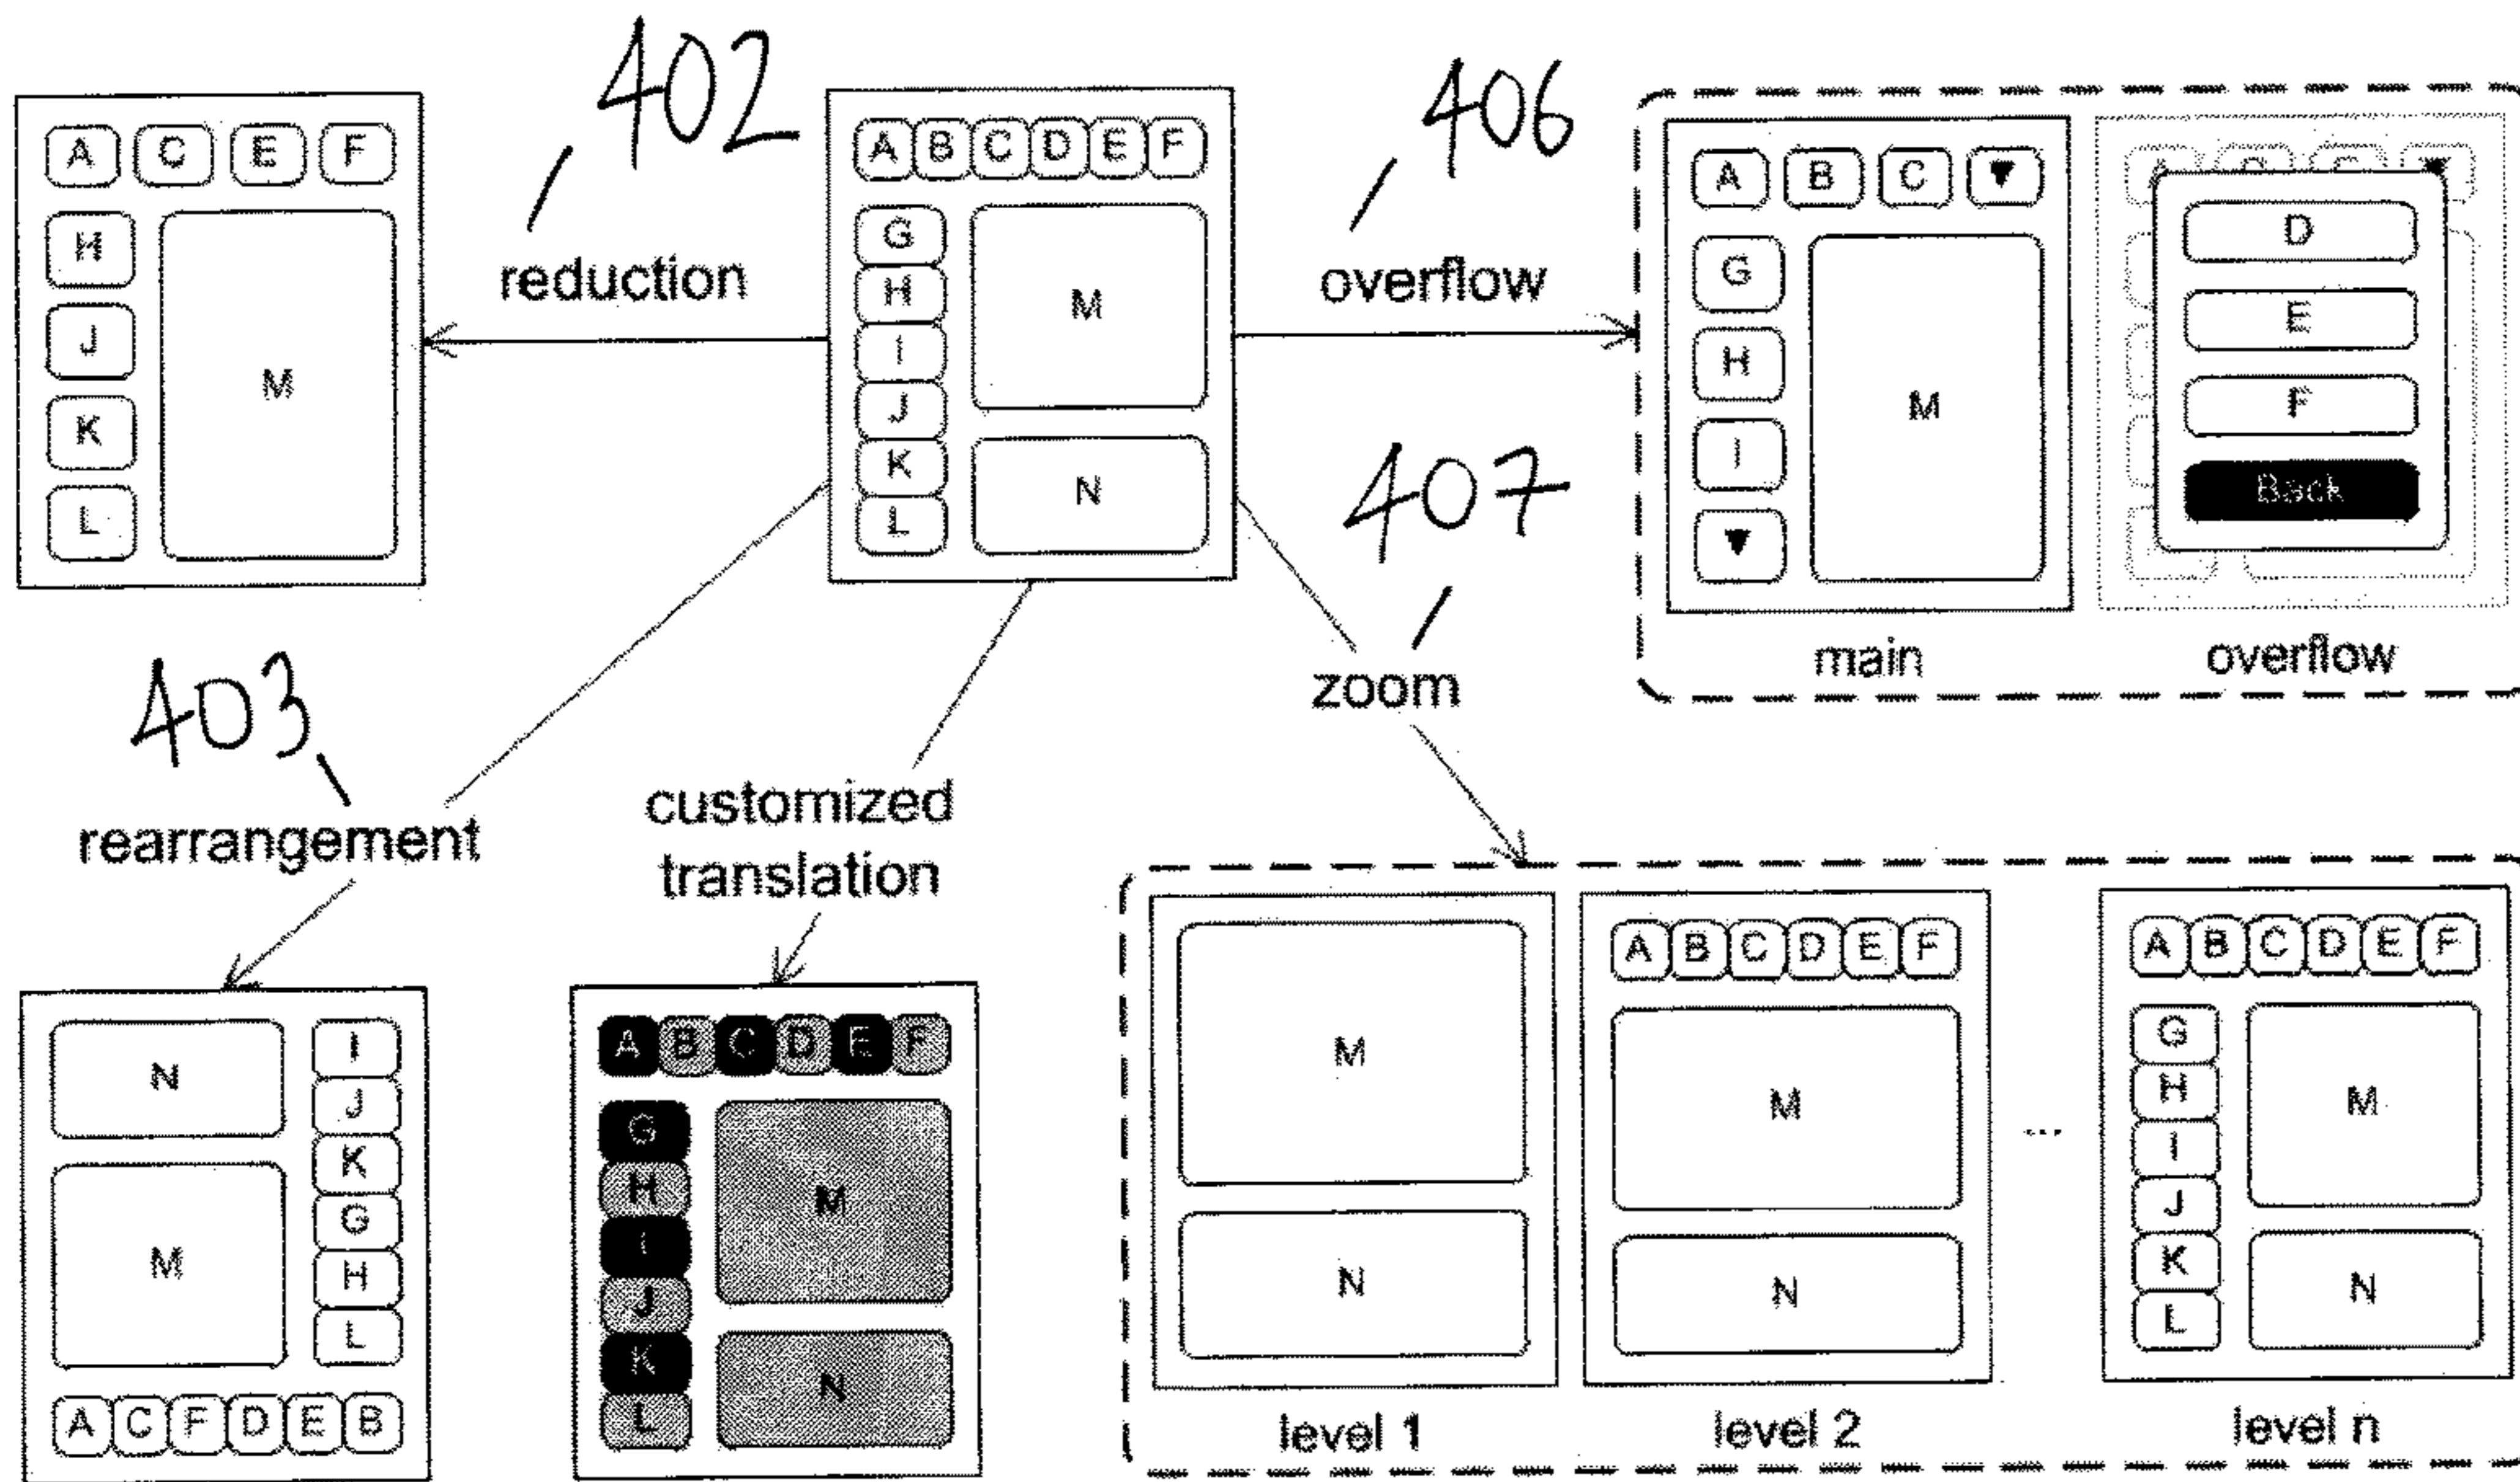 402
406
A C E F
H
J
K
L
M
reduction
A B C D E F
G
H
I
J
K
L
M
N
overflow
A B C ▼
G
H
I
▼
M
main
D
E
F
Back
overflow
407
zoom
403
rearrangement
customized
translation
N
M
I
J
K
G
H
L
A C F D E B
A B C D E F
G
H
I
J
K
L
M
N
M
N
level 1
A B C D E F
M
N
level 2
...
A B C D E F
G
H
I
J
K
L
M
N
level n